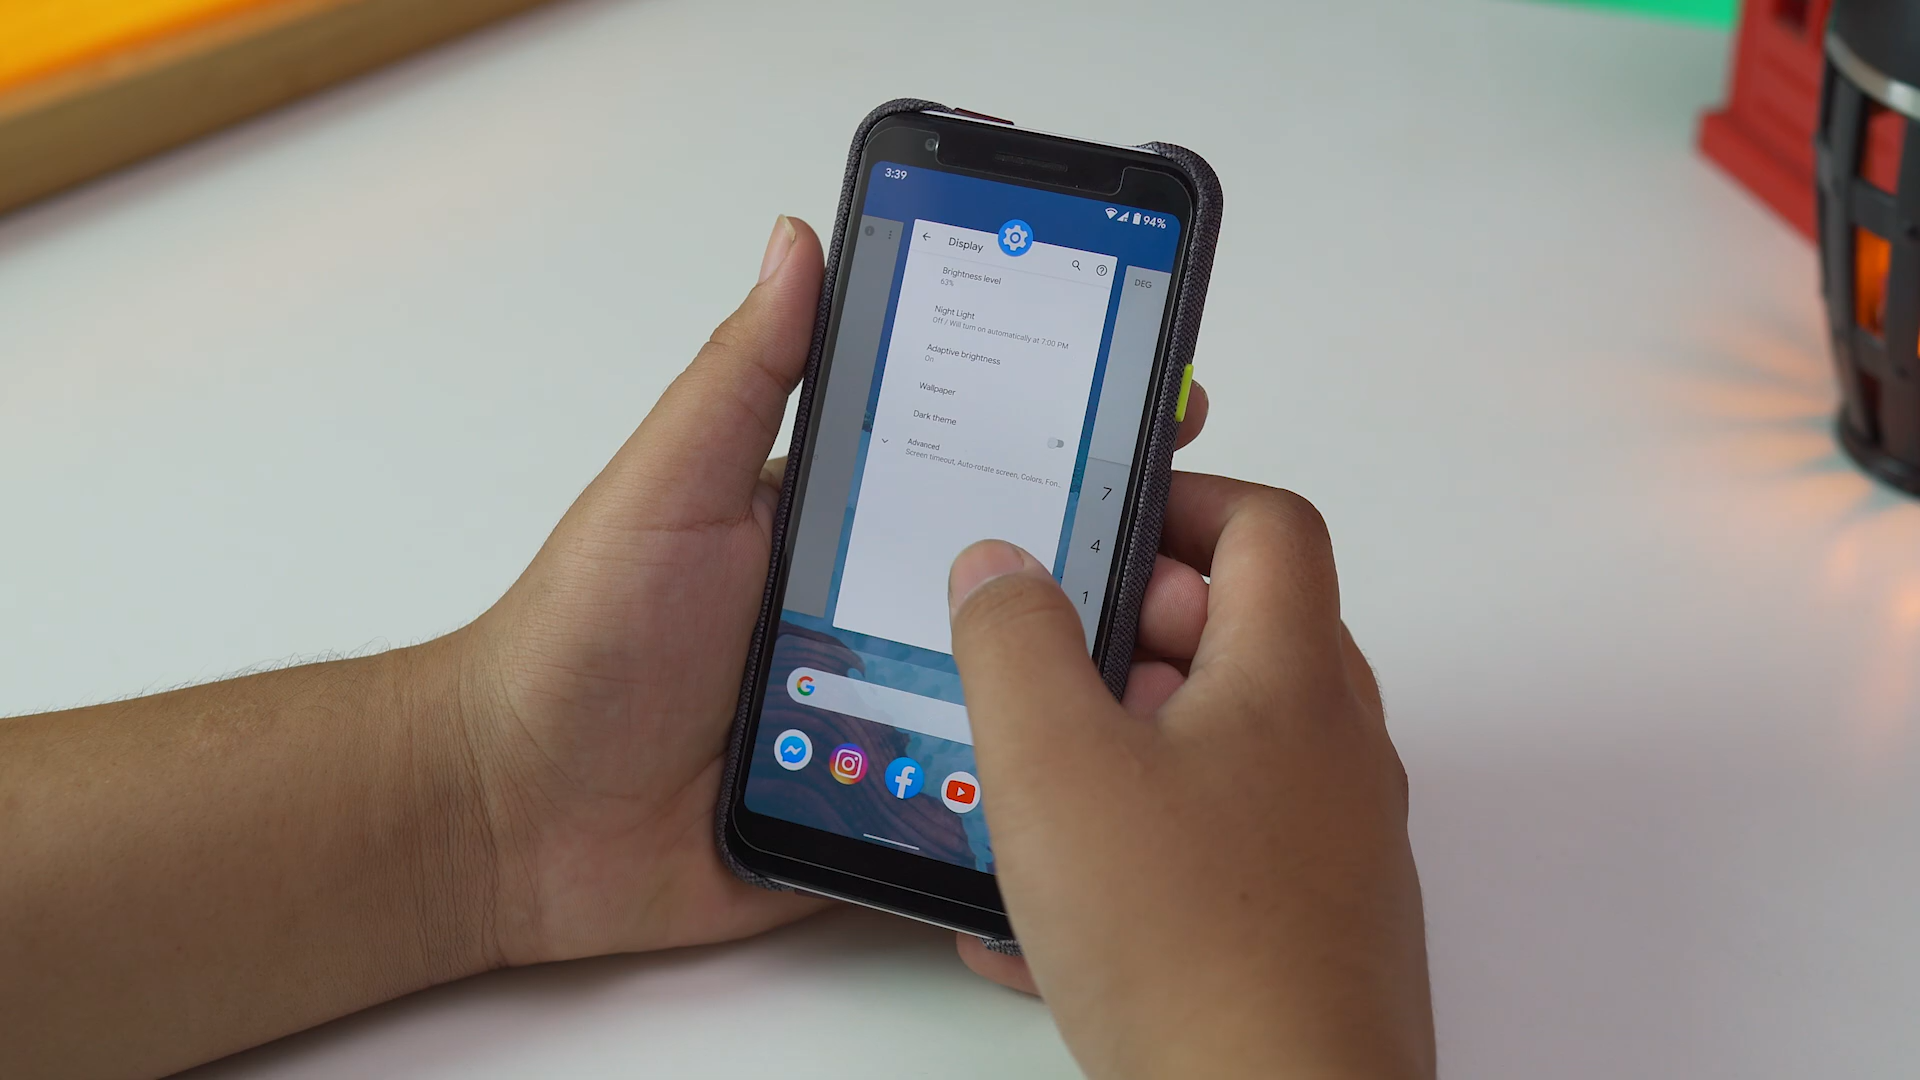 3:39
94%
Display
DEG
Brightness level
63%
Night Light
Off / Will turn on automatically at 7:00 PM
Adaptive brightness
On
Wallpaper
Dark theme
Advanced
Screen timeout, Auto-rotate screen, Colors, Fon..
7
4
1
G